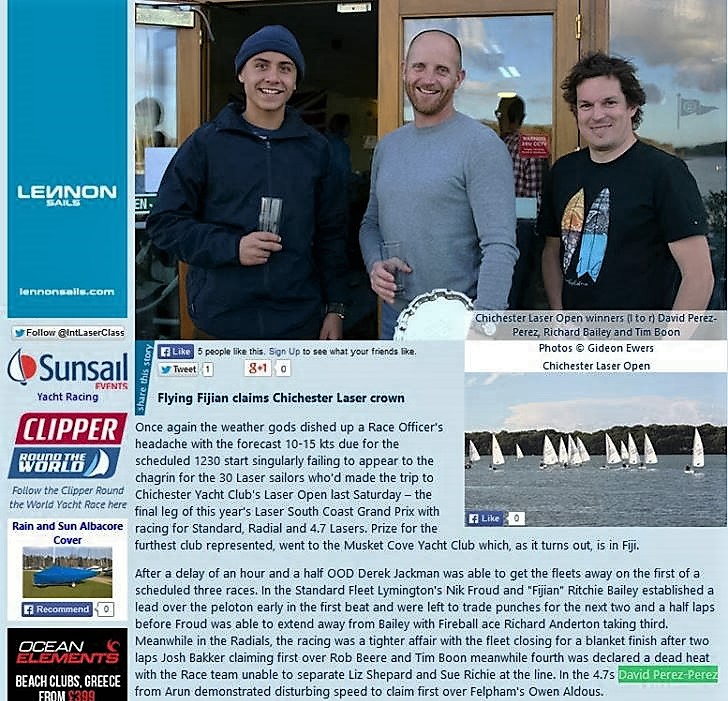 LENNON
SAILS
lennonsails.com
Follow @IntLaserClass
Sunsail
EVENTS
Yacht Racing
CLIPPER
ROUND THE
WORLD
Follow the Clipper Round
the World Yacht Race here
Rain and Sun Albacore
Cover
Recommend 0
OCEAN
ELEMENTS
BEACH CLUBS, GREECE
FROM £399
EN
WARNING
Chichester Laser Open winners (l to r) David Perez-
Perez, Richard Bailey and Tim Boon
Photos © Gideon Ewers
Chichester Laser Open
Like 0
share this story
Like 5 people like this. Sign Up to see what your friends like.
Tweet 1 g+1 0
Flying Fijian claims Chichester Laser crown
Once again the weather gods dished up a Race Officer's
headache with the forecast 10-15 kts due for the
scheduled 1230 start singularly failing to appear to the
chagrin for the 30 Laser sailors who'd made the trip to
Chichester Yacht Club's Laser Open last Saturday – the
final leg of this year's Laser South Coast Grand Prix with
racing for Standard, Radial and 4.7 Lasers. Prize for the
furthest club represented, went to the Musket Cove Yacht Club which, as it turns out, is in Fiji.
After a delay of an hour and a half OOD Derek Jackman was able to get the fleets away on the first of a
scheduled three races. In the Standard Fleet Lymington's Nik Froud and "Fijian" Ritchie Bailey established a
lead over the peloton early in the first beat and were left to trade punches for the next two and a half laps
before Froud was able to extend away from Bailey with Fireball ace Richard Anderton taking third.
Meanwhile in the Radials, the racing was a tighter affair with the fleet closing for a blanket finish after two
laps Josh Bakker claiming first over Rob Beere and Tim Boon meanwhile fourth was declared a dead heat
with the Race team unable to separate Liz Shepard and Sue Richie at the line. In the 4.7s David Perez-Perez
from Arun demonstrated disturbing speed to claim first over Felpham's Owen Aldous.